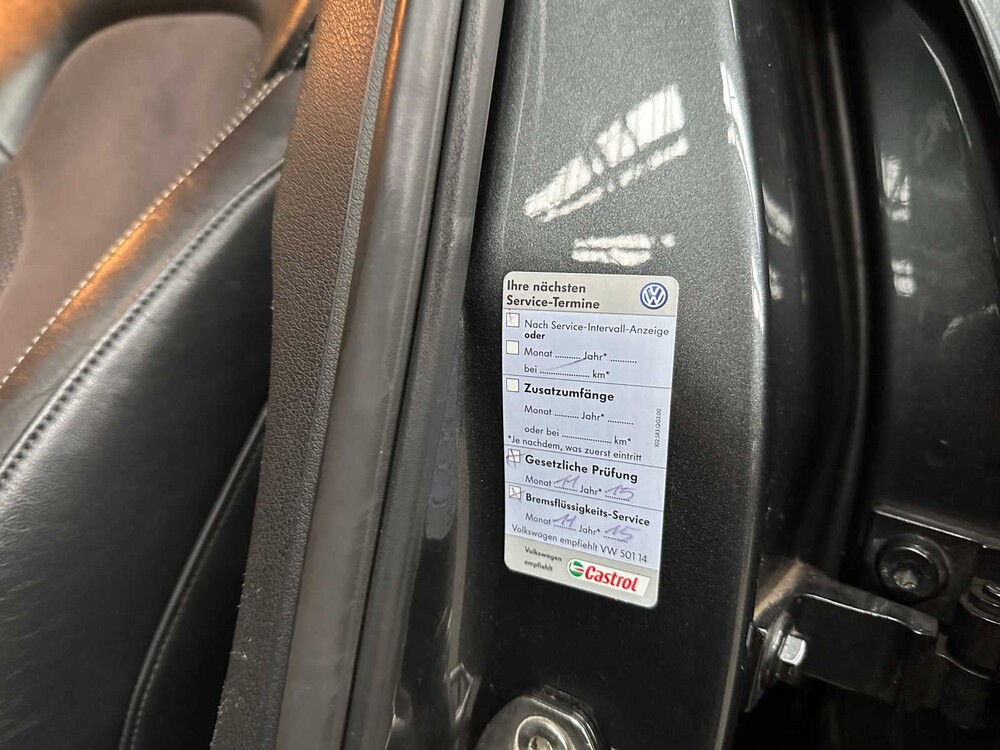 Ihre nächsten
Service-Termine
Nach Service-Intervall-Anzeige
oder
Monat ......... Jahr* .........
bei ................. km*
Zusatzumfänge
Monat ......... Jahr* .........
oder bei ................. km*
*Je nachdem, was zuerst eintritt
Gesetzliche Prüfung
Monat 11 Jahr* 15
Bremsflüssigkeits-Service
Monat 11 Jahr* 15
Volkswagen empfiehlt VW 501 14
Volkswagen
empfiehlt
Castrol